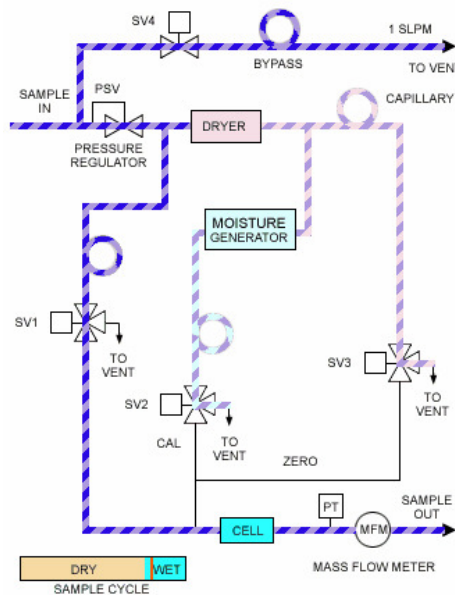 SV4
1 SLPM
BYPASS
TO VENT
SAMPLE
IN
PSV
CAPILLARY
DRYER
PRESSURE
REGULATOR
MOISTURE
GENERATOR
SV1
TO
VENT
SV3
TO
VENT
SV2
TO
VENT
CAL
ZERO
PT
SAMPLE
OUT
CELL
MFM
DRY
WET
MASS FLOW METER
SAMPLE CYCLE